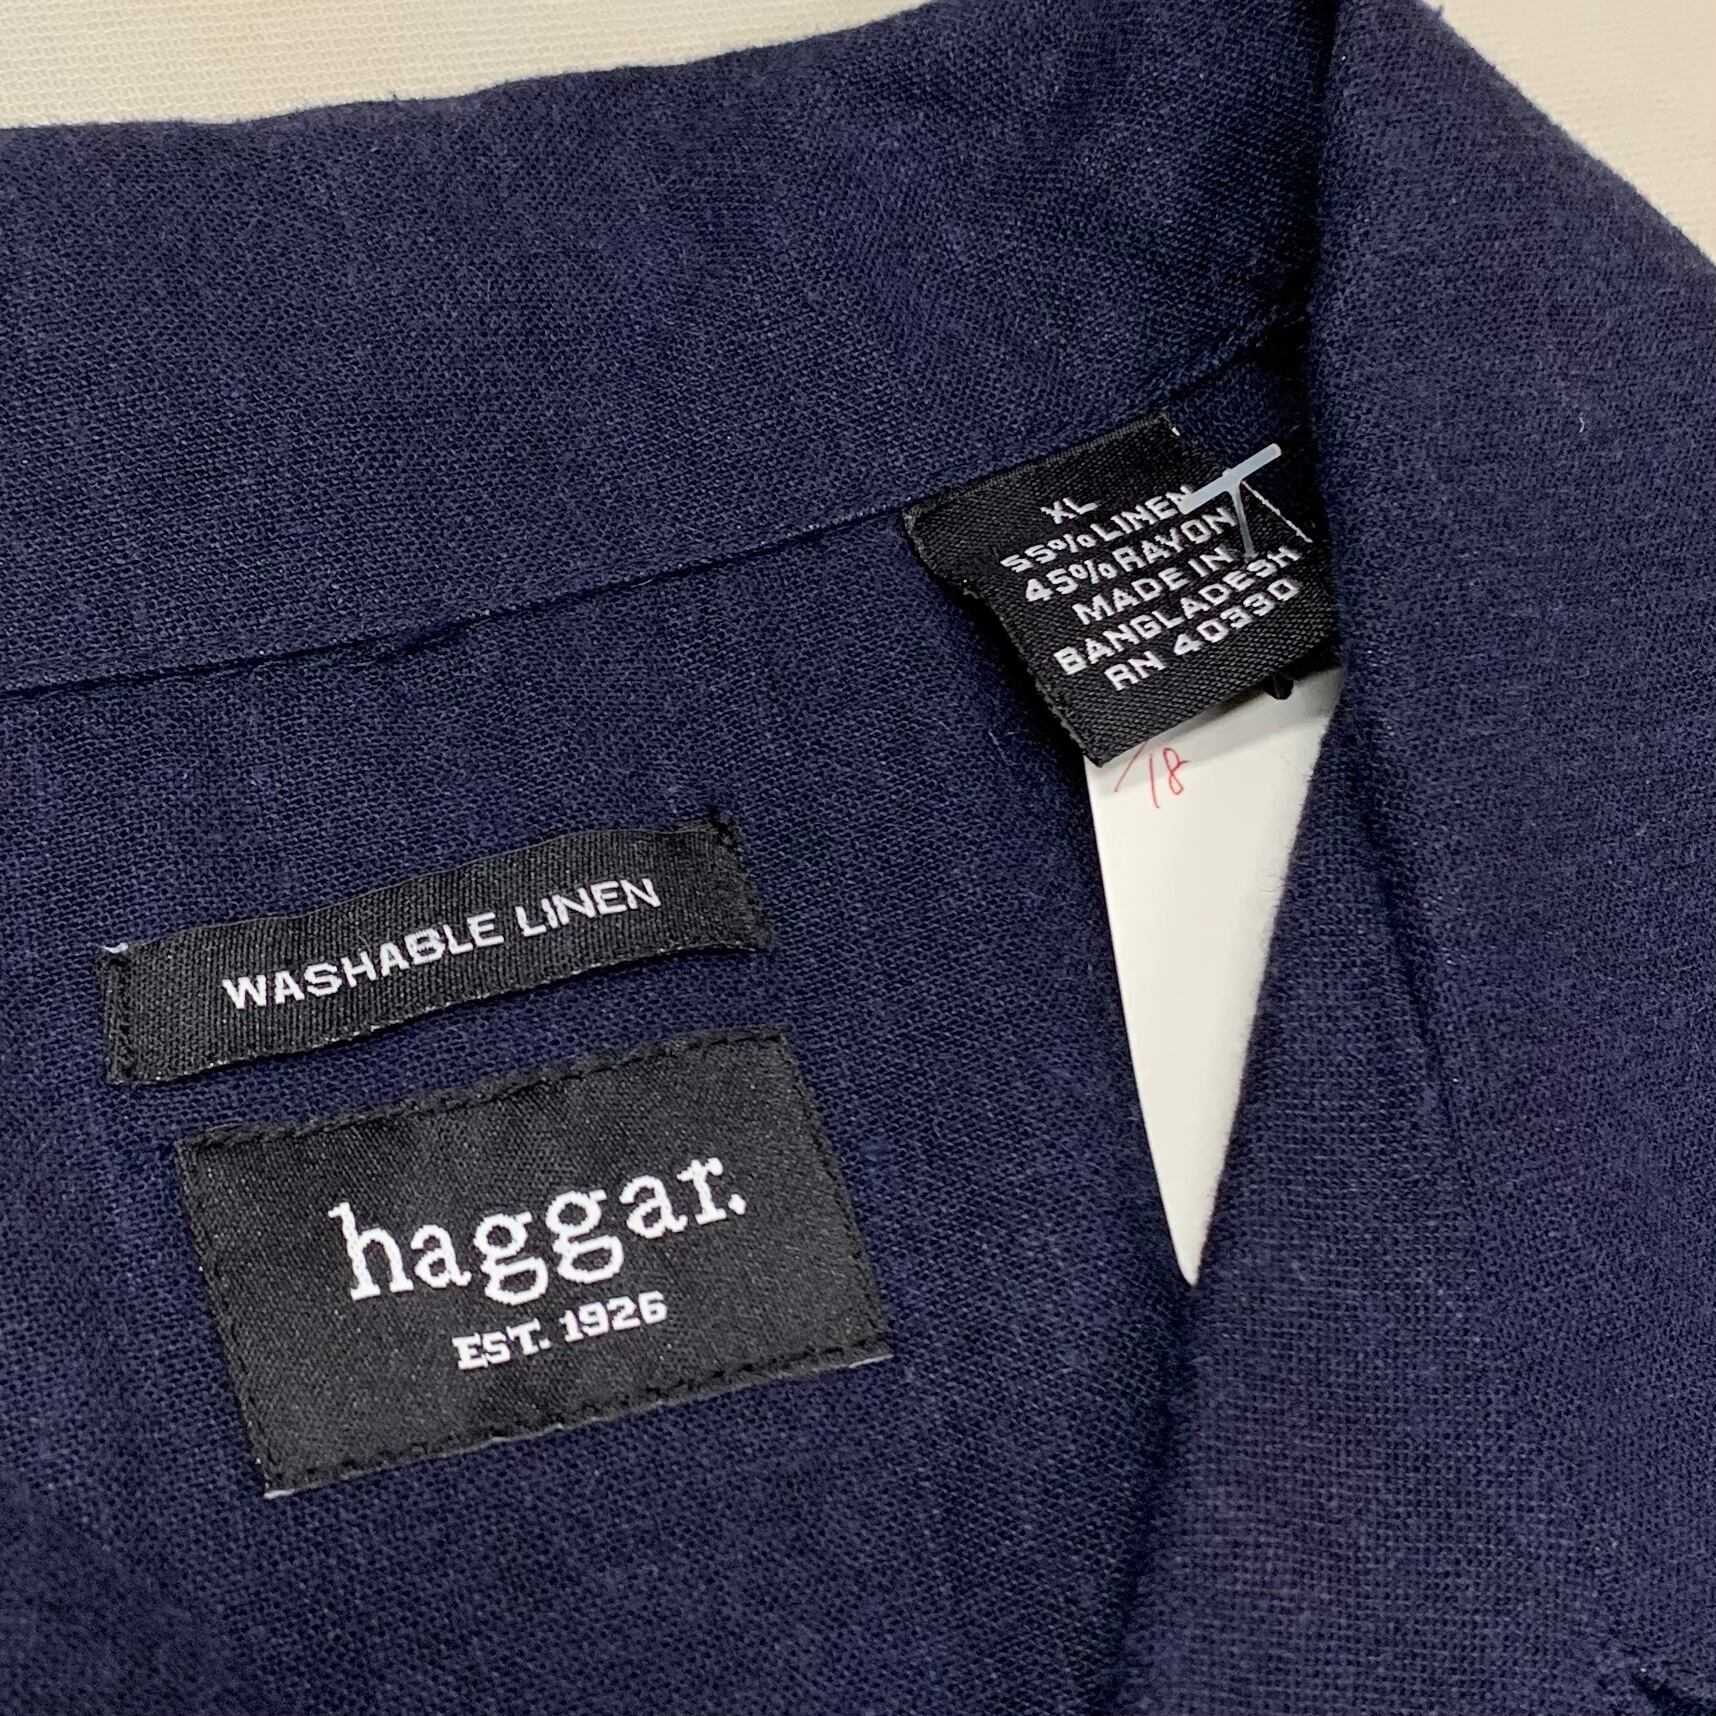 XL
55% LINEN
45% RAYON
MADE IN
BANGLADESH
RN 40330
/18
WASHABLE LINEN
haggar.
EST. 1926